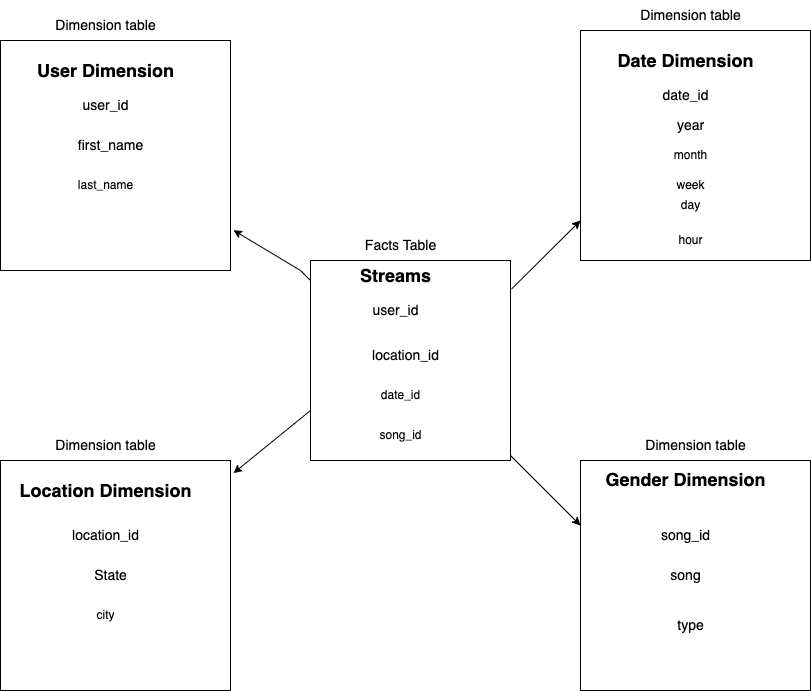 Dimension table
User Dimension
user_id
first_name
last_name
Dimension table
Date Dimension
date_id
year
month
week
day
hour
Facts Table
Streams
user_id
location_id
date_id
song_id
Dimension table
Location Dimension
location_id
State
city
Dimension table
Gender Dimension
song_id
song
type